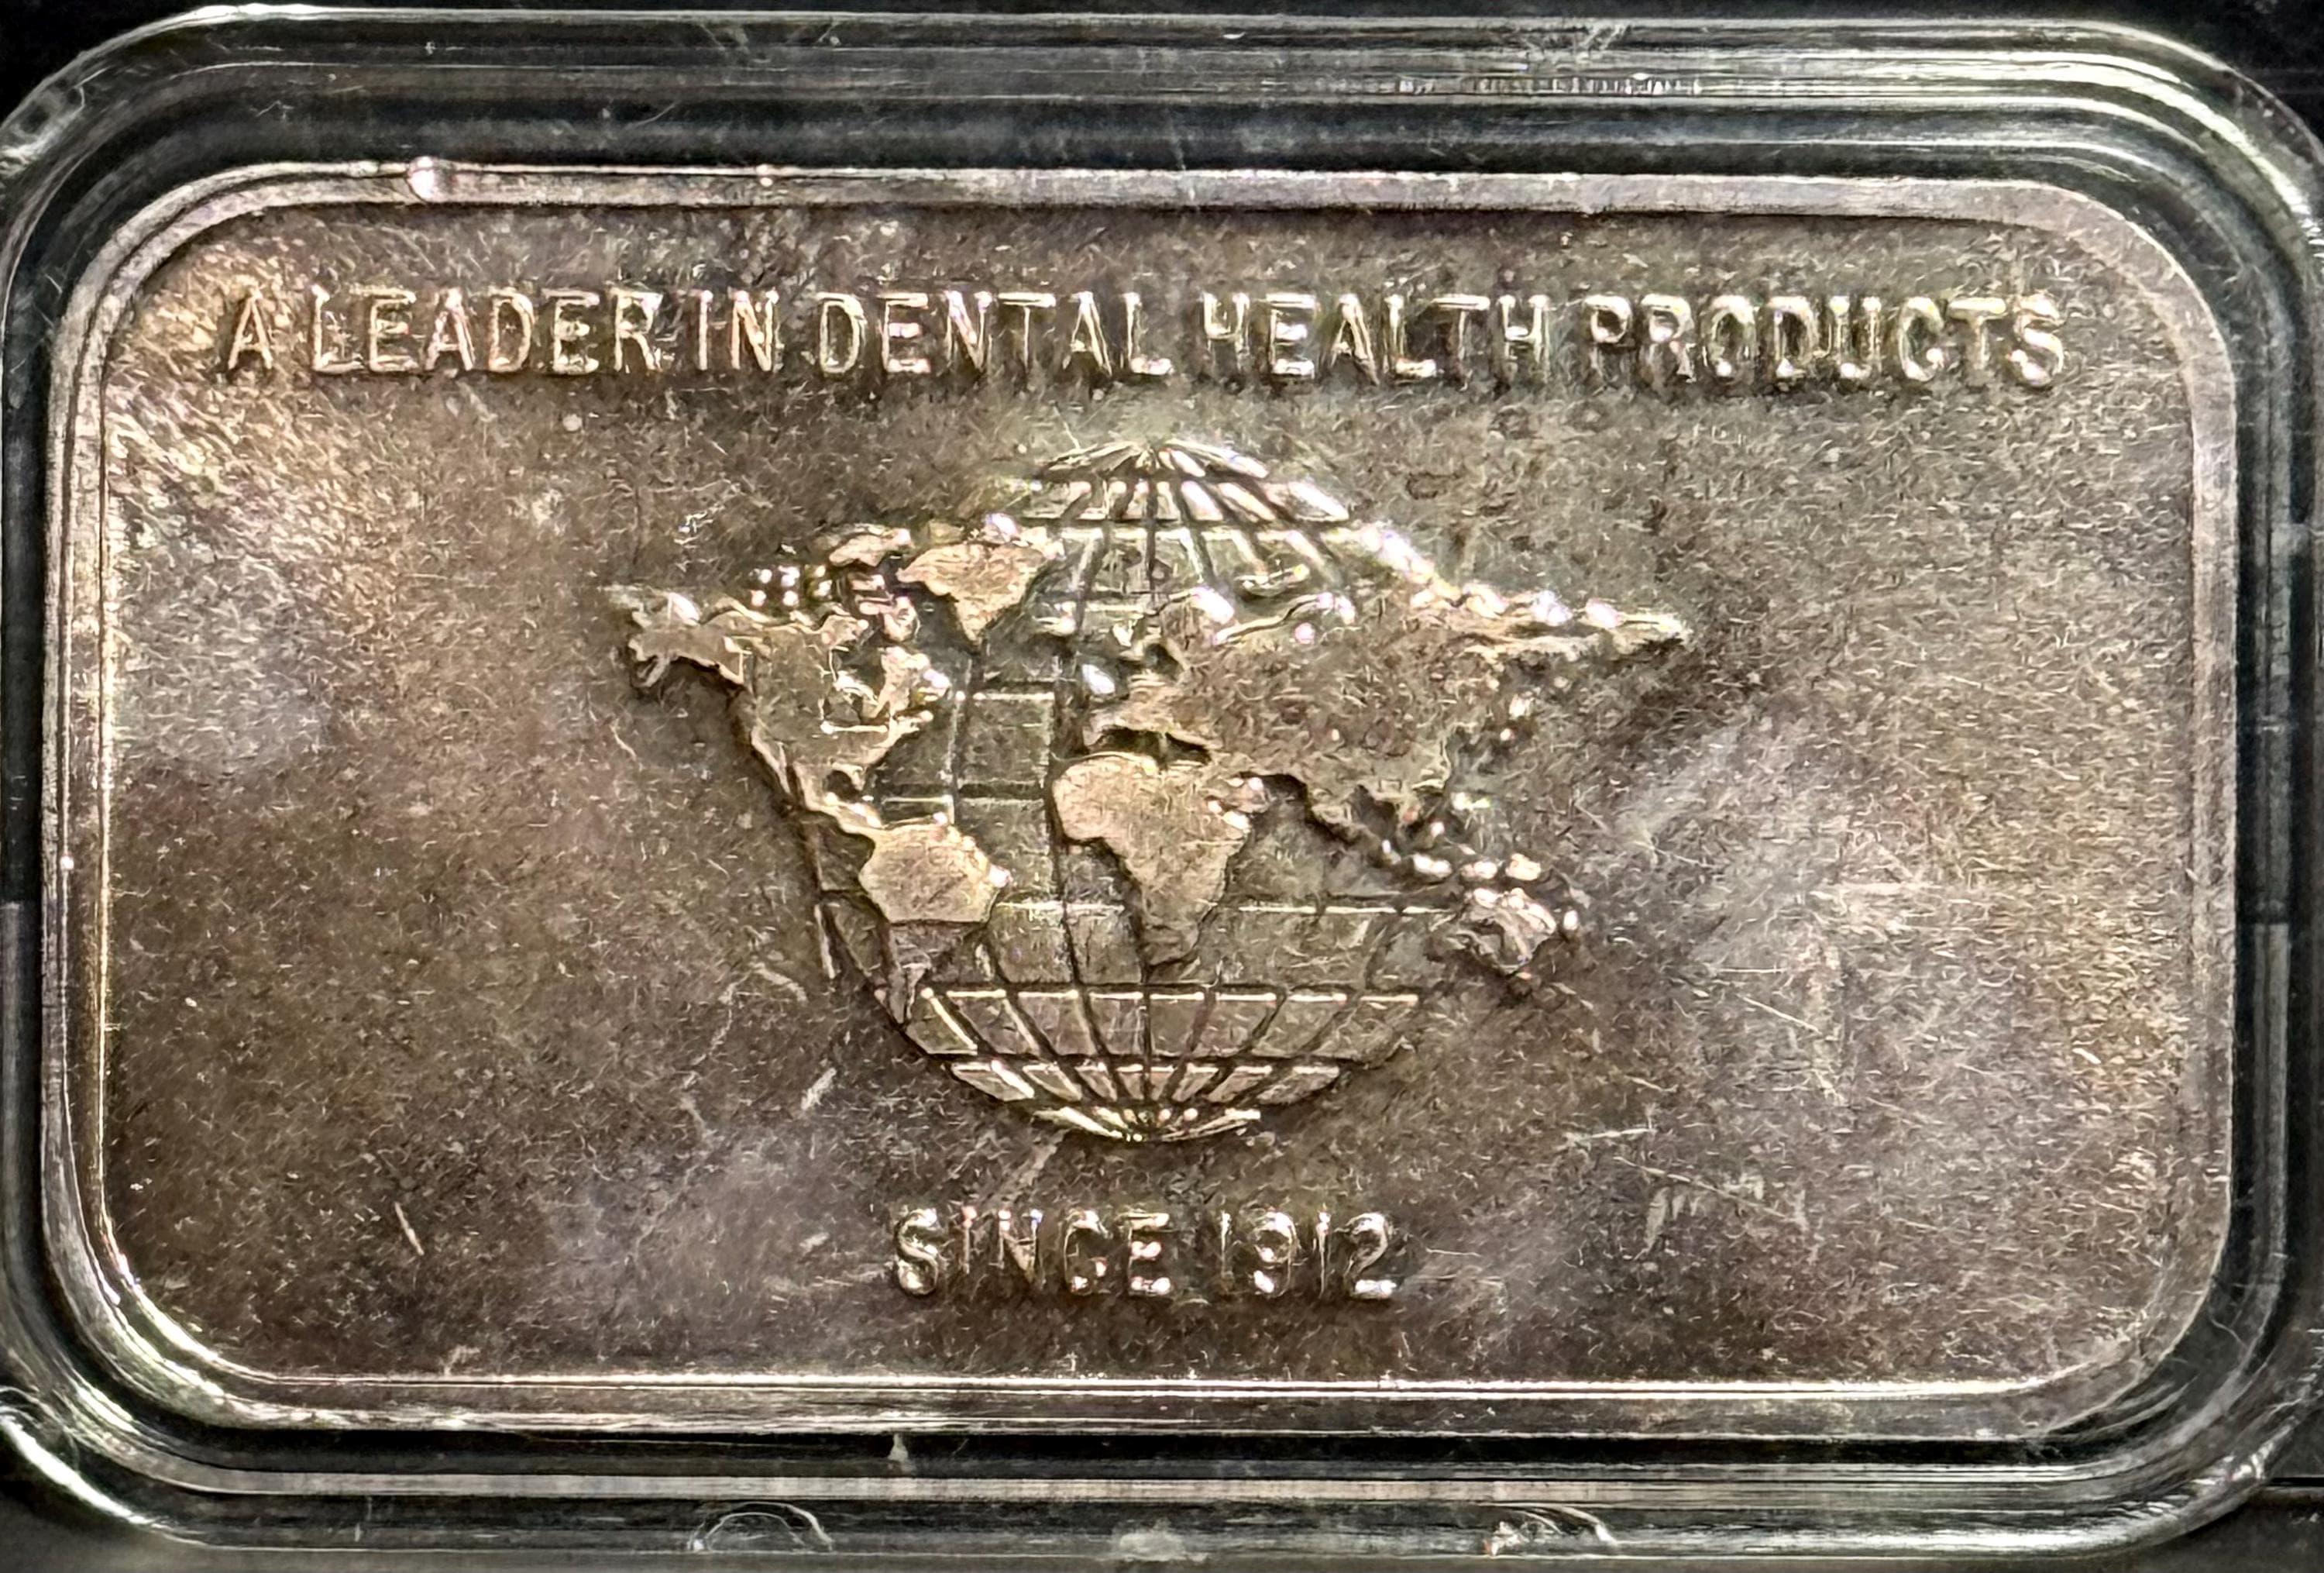 A LEADER IN DENTAL HEALTH PRODUCTS
SINCE 1912